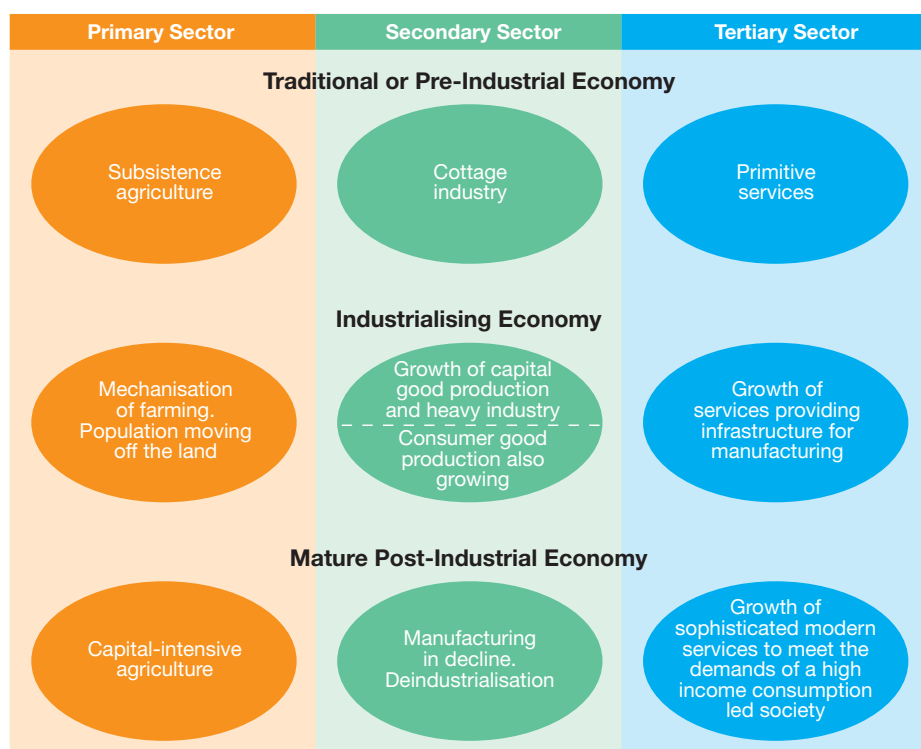 Primary Sector
Secondary Sector
Tertiary Sector
Traditional or Pre-Industrial Economy
Subsistence
agriculture
Cottage
industry
Primitive
services
Industrialising Economy
Mechanisation
of farming.
Population moving
off the land
Growth of capital
good production
and heavy industry
Consumer good
production also
growing
Growth of
services providing
infrastructure for
manufacturing
Mature Post-Industrial Economy
Capital-intensive
agriculture
Manufacturing
in decline.
Deindustrialisation
Growth of
sophisticated modern
services to meet the
demands of a high
income consumption
led society